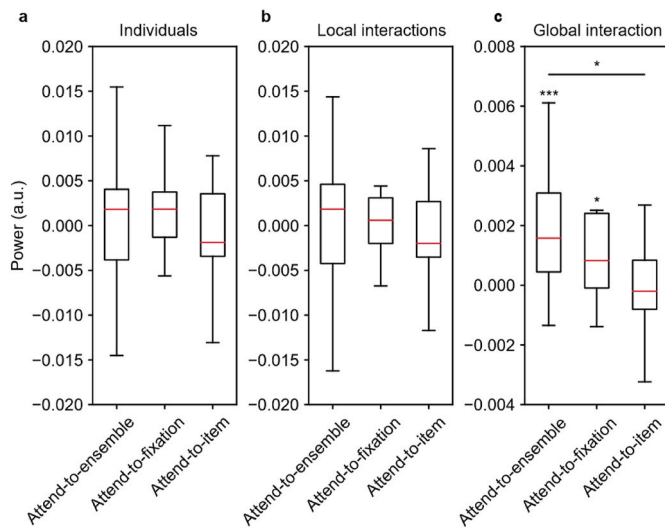 a
Individuals
b
Local interactions
c
Global interaction
Power (a.u.)
0.020
0.015
0.010
0.005
0.000
−0.005
−0.010
−0.015
−0.020
0.020
0.015
0.010
0.005
0.000
−0.005
−0.010
−0.015
−0.020
0.008
0.006
0.004
0.002
0.000
−0.002
−0.004
*
***
*
Attend-to-ensemble
Attend-to-fixation
Attend-to-item
Attend-to-ensemble
Attend-to-fixation
Attend-to-item
Attend-to-ensemble
Attend-to-fixation
Attend-to-item